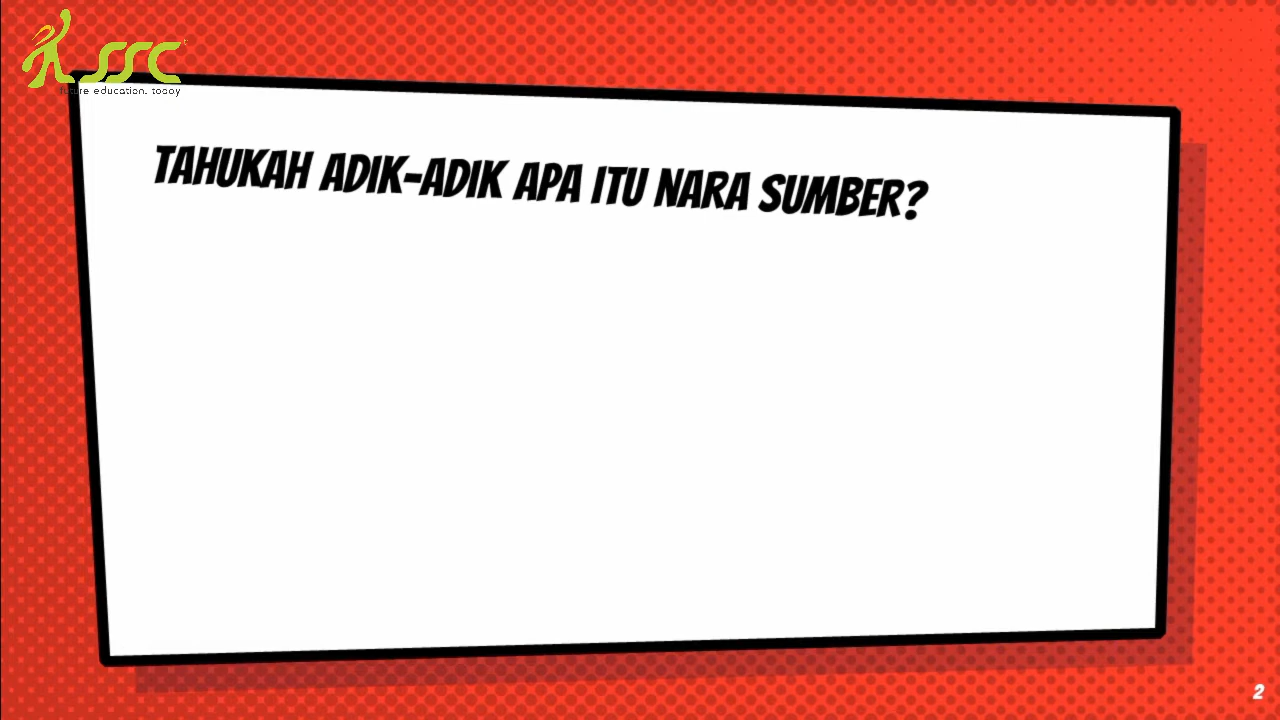 SSC
future education. today
TAHUKAH ADIK-ADIK APA ITU NARA SUMBER?
2